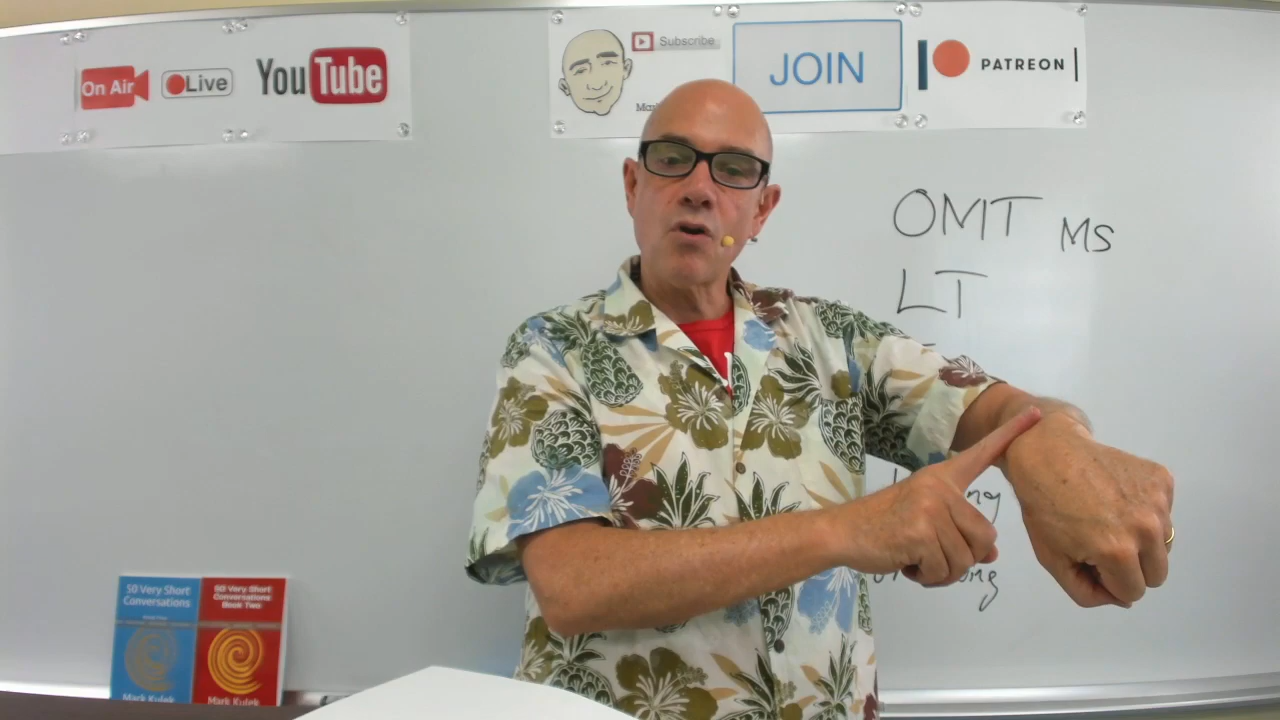 On Air
Live
YouTube
Subscribe
JOIN
PATREON
OMT MS
LT
50 Very Short
Conversations
Mark Kulek
50 Very Short
Conversations
Book Two
Mark Kulek